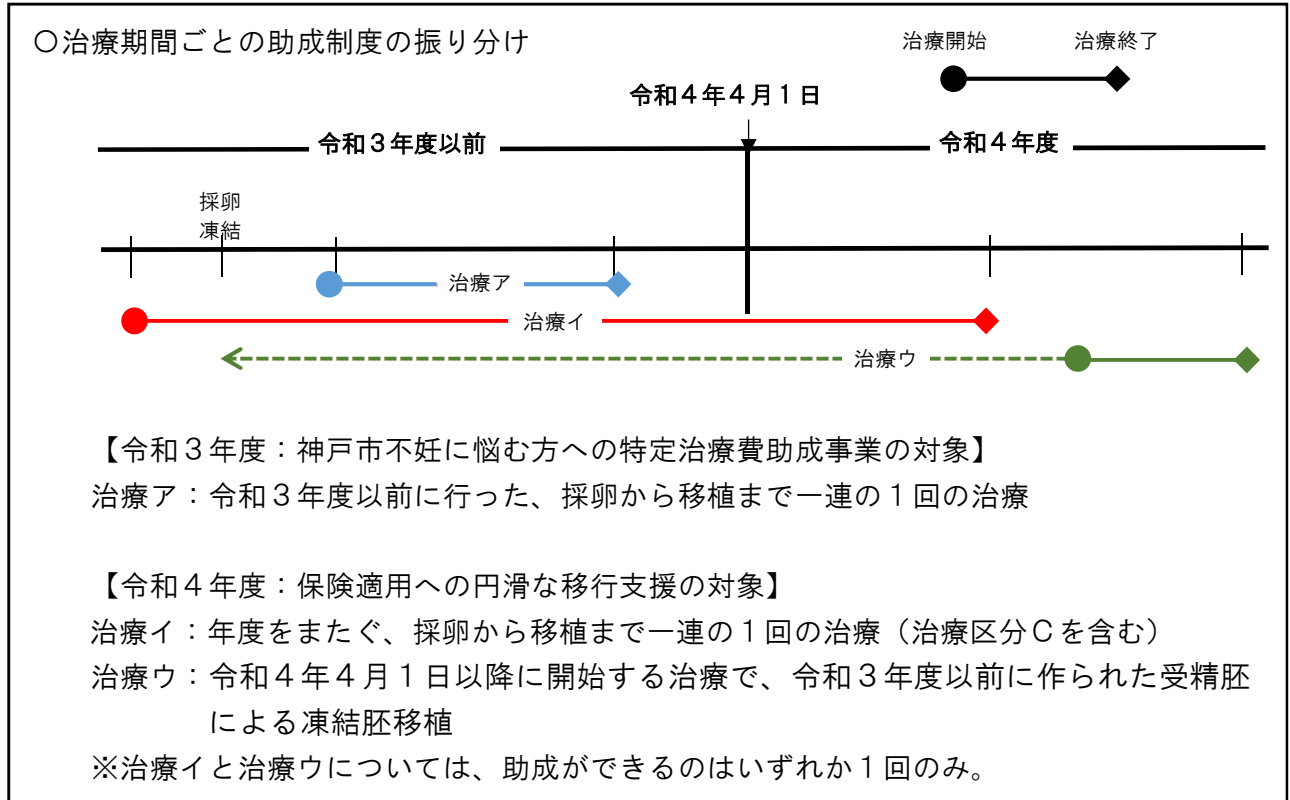 ○治療期間ごとの助成制度の振り分け
治療開始
治療終了
令和4年4月1日
令和３年度以前
令和４年度
採卵
凍結
治療ア
治療イ
治療ウ
【令和３年度：神戸市不妊に悩む方への特定治療費助成事業の対象】
治療ア：令和３年度以前に行った、採卵から移植まで一連の１回の治療
【令和４年度：保険適用への円滑な移行支援の対象】
治療イ：年度をまたぐ、採卵から移植まで一連の１回の治療（治療区分Ｃを含む）
治療ウ：令和４年４月１日以降に開始する治療で、令和３年度以前に作られた受精胚
による凍結胚移植
※治療イと治療ウについては、助成ができるのはいずれか１回のみ。